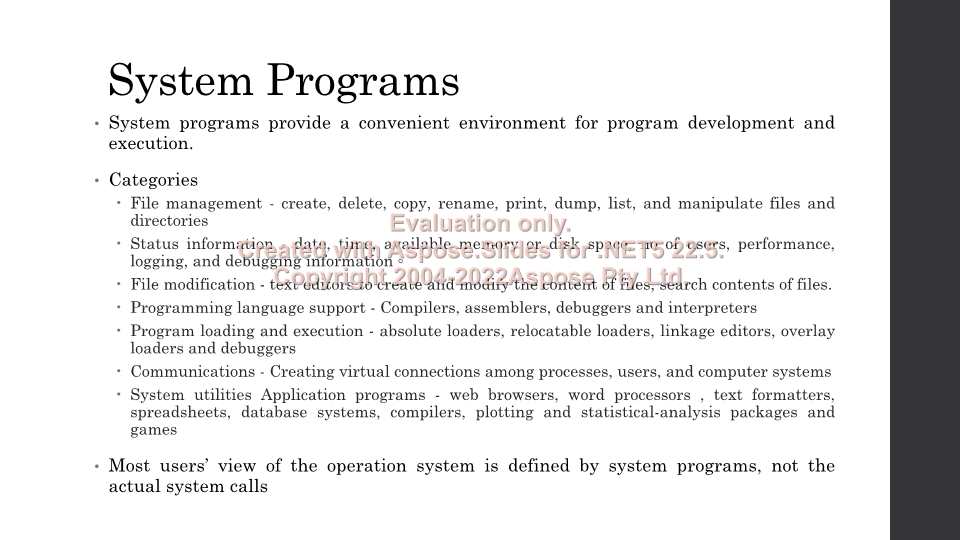 System Programs
• System programs provide a convenient environment for program development and
execution.
• Categories
• File management - create, delete, copy, rename, print, dump, list, and manipulate files and
directories
Evaluation only.
• Status information - date, time, available memory or disk space, no of users, performance,
Created with Aspose.Slides for .NET5 22.9.
logging, and debugging information
Copyright 2004-2022Aspose Pty Ltd.
• File modification - text editors to create and modify the content of files, search contents of files.
• Programming language support - Compilers, assemblers, debuggers and interpreters
• Program loading and execution - absolute loaders, relocatable loaders, linkage editors, overlay
loaders and debuggers
• Communications - Creating virtual connections among processes, users, and computer systems
• System utilities Application programs - web browsers, word processors , text formatters,
spreadsheets, database systems, compilers, plotting and statistical-analysis packages and
games
• Most users’ view of the operation system is defined by system programs, not the
actual system calls